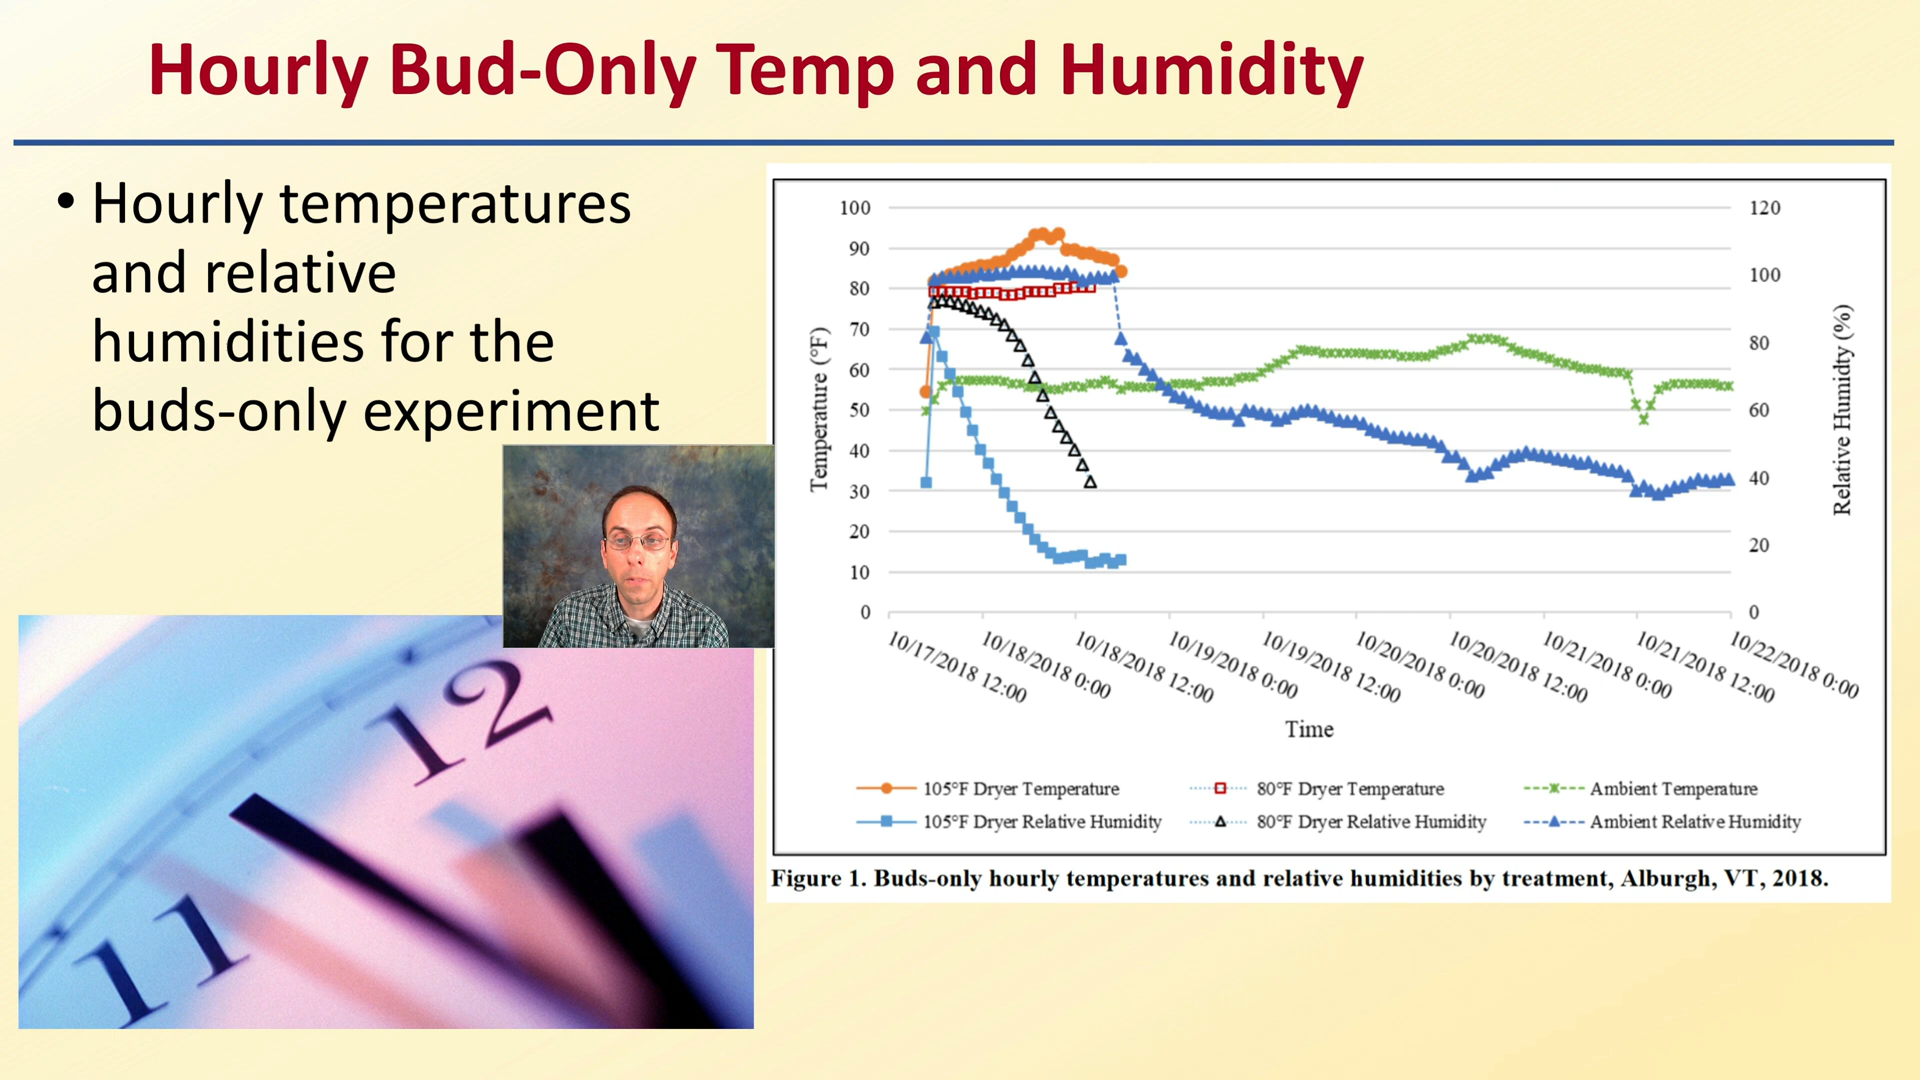 Hourly Bud-Only Temp and Humidity
• Hourly temperatures
and relative
humidities for the
buds-only experiment
12
11
100
90
80
70
60
50
40
30
20
10
0
Temperature (°F)
120
100
80
60
40
20
0
Relative Humidty (%)
10/17/2018 12:00
10/18/2018 0:00
10/18/2018 12:00
10/19/2018 0:00
10/19/2018 12:00
10/20/2018 0:00
10/20/2018 12:00
10/21/2018 0:00
10/21/2018 12:00
10/22/2018 0:00
Time
105°F Dryer Temperature
80°F Dryer Temperature
Ambient Temperature
105°F Dryer Relative Humidity
80°F Dryer Relative Humidity
Ambient Relative Humidity
Figure 1. Buds-only hourly temperatures and relative humidities by treatment, Alburgh, VT, 2018.